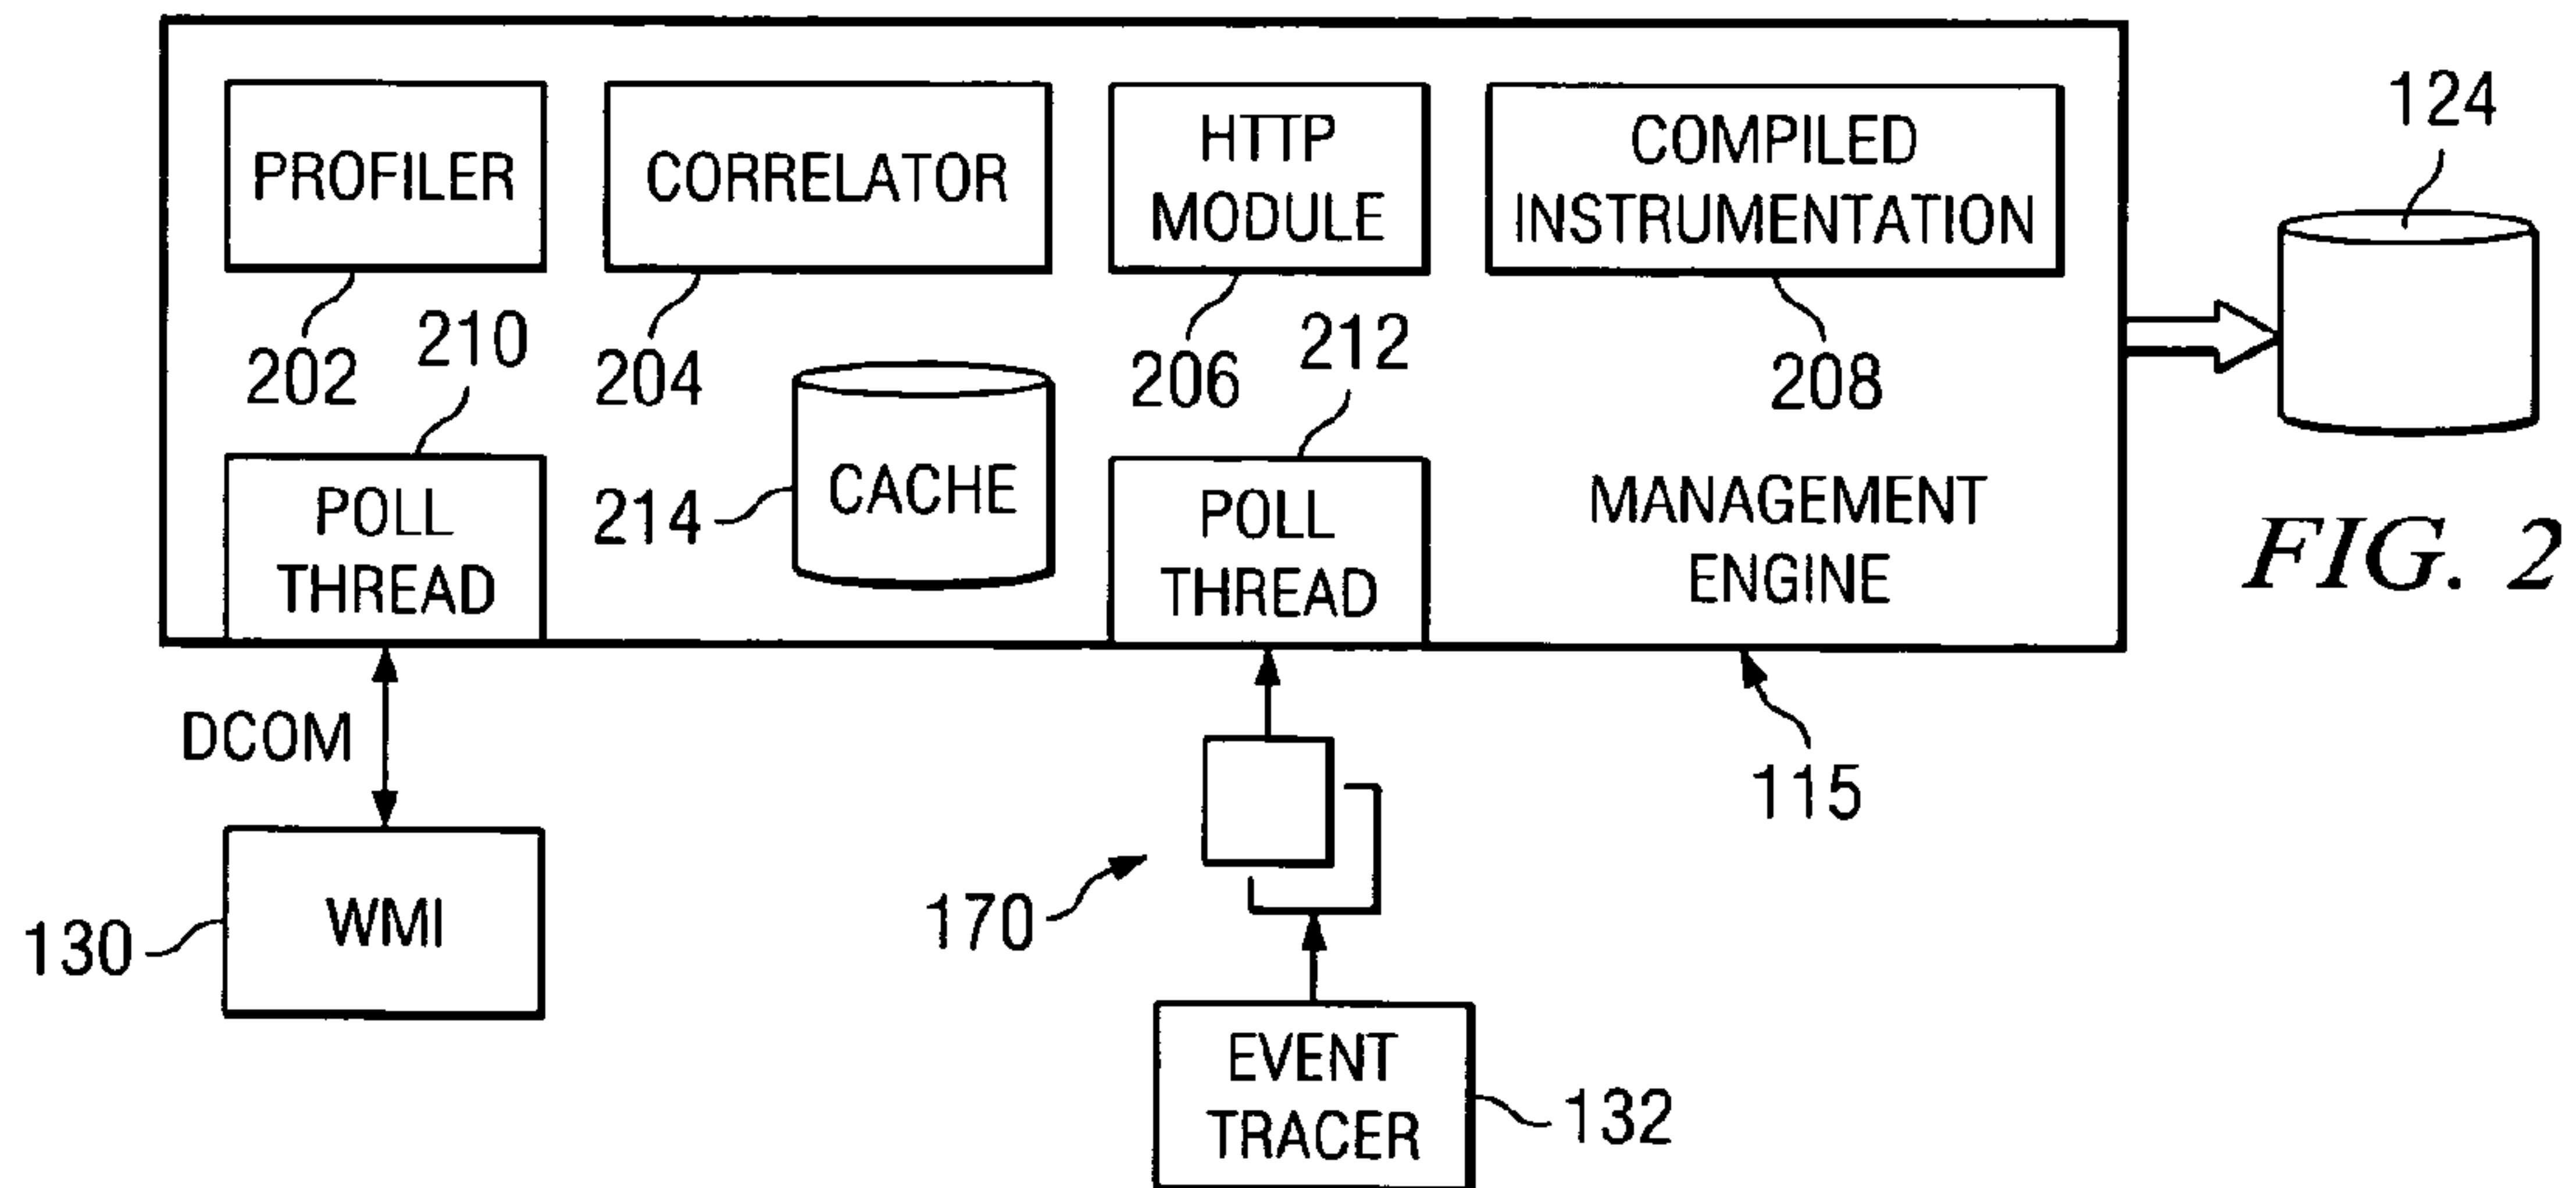 124
PROFILER
CORRELATOR
HTTP
MODULE
COMPILED
INSTRUMENTATION
202
210
204
206
212
208
POLL
THREAD
214
CACHE
POLL
THREAD
MANAGEMENT
ENGINE
FIG. 2
DCOM
115
130
WMI
170
EVENT
TRACER
132